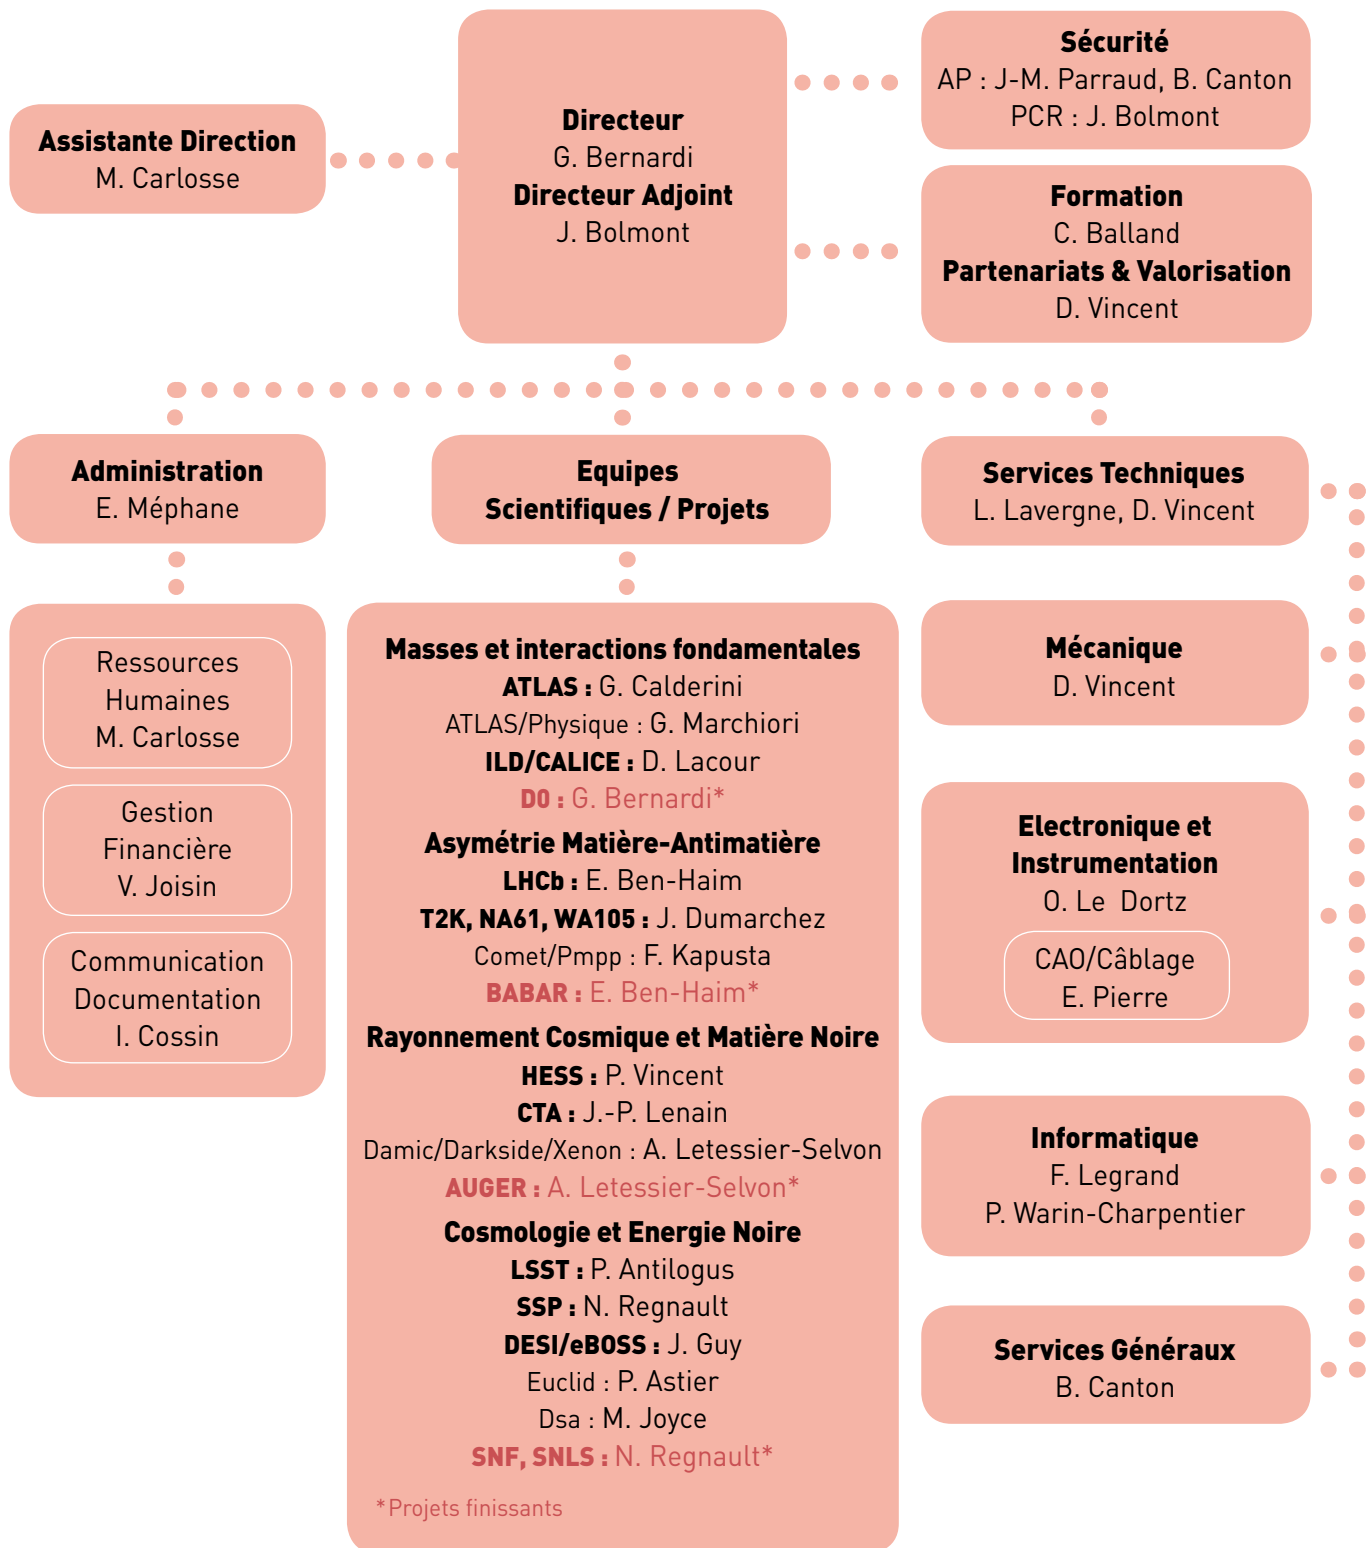 Assistante Direction
M. Carlosse
Directeur
G. Bernardi
Directeur Adjoint
J. Bolmont
Sécurité
AP : J-M. Parraud, B. Canton
PCR : J. Bolmont
Formation
C. Balland
Partenariats & Valorisation
D. Vincent
Administration
E. Méphane
Ressources
Humaines
M. Carlosse
Gestion
Financière
V. Joisin
Communication
Documentation
I. Cossin
Equipes
Scientifiques / Projets
Masses et interactions fondamentales
ATLAS : G. Calderini
ATLAS/Physique : G. Marchiori
ILD/CALICE : D. Lacour
D0 : G. Bernardi*
Asymétrie Matière-Antimatière
LHCb : E. Ben-Haim
T2K, NA61, WA105 : J. Dumarchez
Comet/Pmpp : F. Kapusta
BABAR : E. Ben-Haim*
Rayonnement Cosmique et Matière Noire
HESS : P. Vincent
CTA : J.-P. Lenain
Damic/Darkside/Xenon : A. Letessier-Selvon
AUGER : A. Letessier-Selvon*
Cosmologie et Energie Noire
LSST : P. Antilogus
SSP : N. Regnault
DESI/eBOSS : J. Guy
Euclid : P. Astier
Dsa : M. Joyce
SNF, SNLS : N. Regnault*
*Projets finissants
Services Techniques
L. Lavergne, D. Vincent
Mécanique
D. Vincent
Electronique et
Instrumentation
O. Le Dortz
CAO/Câblage
E. Pierre
Informatique
F. Legrand
P. Warin-Charpentier
Services Généraux
B. Canton